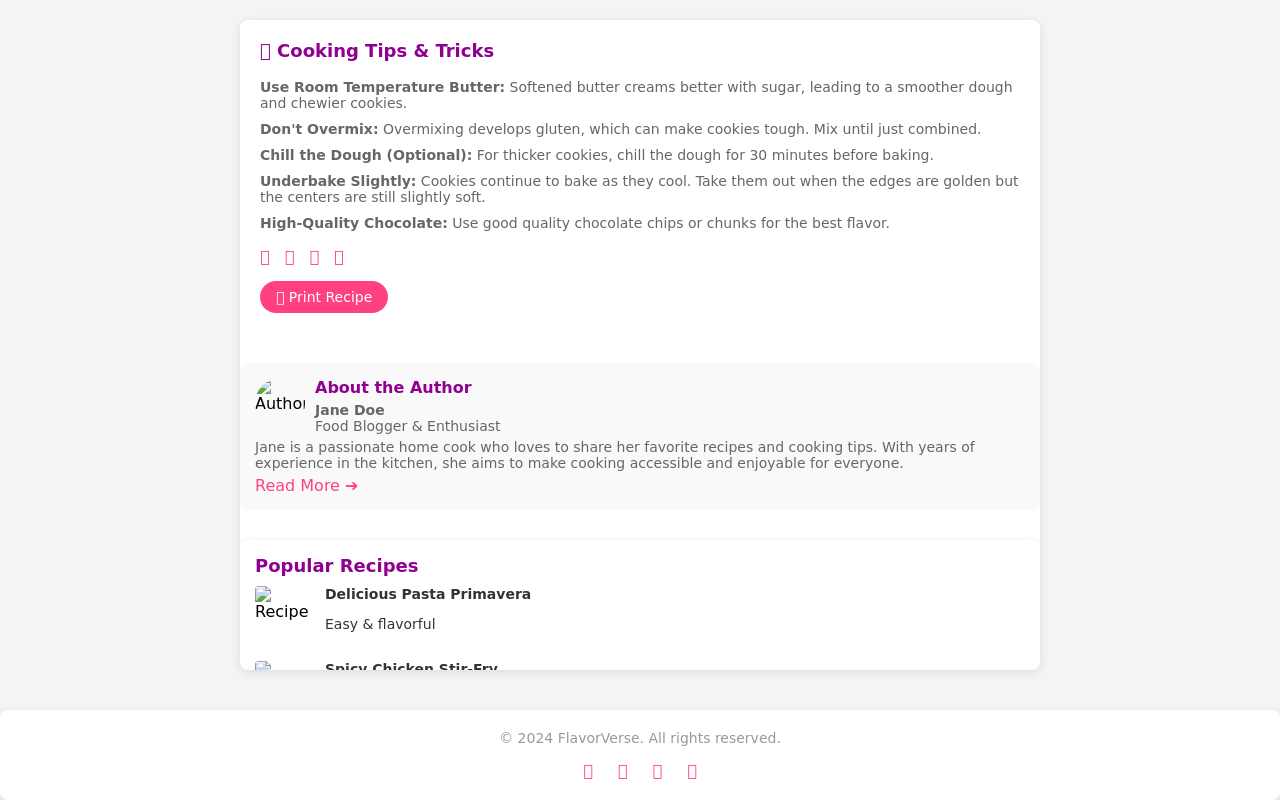 Cooking Tips & Tricks
Use Room Temperature Butter: Softened butter creams better with sugar, leading to a smoother dough
and chewier cookies.
Don't Overmix: Overmixing develops gluten, which can make cookies tough. Mix until just combined.
Chill the Dough (Optional): For thicker cookies, chill the dough for 30 minutes before baking.
Underbake Slightly: Cookies continue to bake as they cool. Take them out when the edges are golden but
the centers are still slightly soft.
High-Quality Chocolate: Use good quality chocolate chips or chunks for the best flavor.
Print Recipe
About the Author
Author
Jane Doe
Food Blogger & Enthusiast
Jane is a passionate home cook who loves to share her favorite recipes and cooking tips. With years of
experience in the kitchen, she aims to make cooking accessible and enjoyable for everyone.
Read More ➔
Popular Recipes
Recipe
Delicious Pasta Primavera
Easy & flavorful
Spicy Chicken Stir-Fry
© 2024 FlavorVerse. All rights reserved.